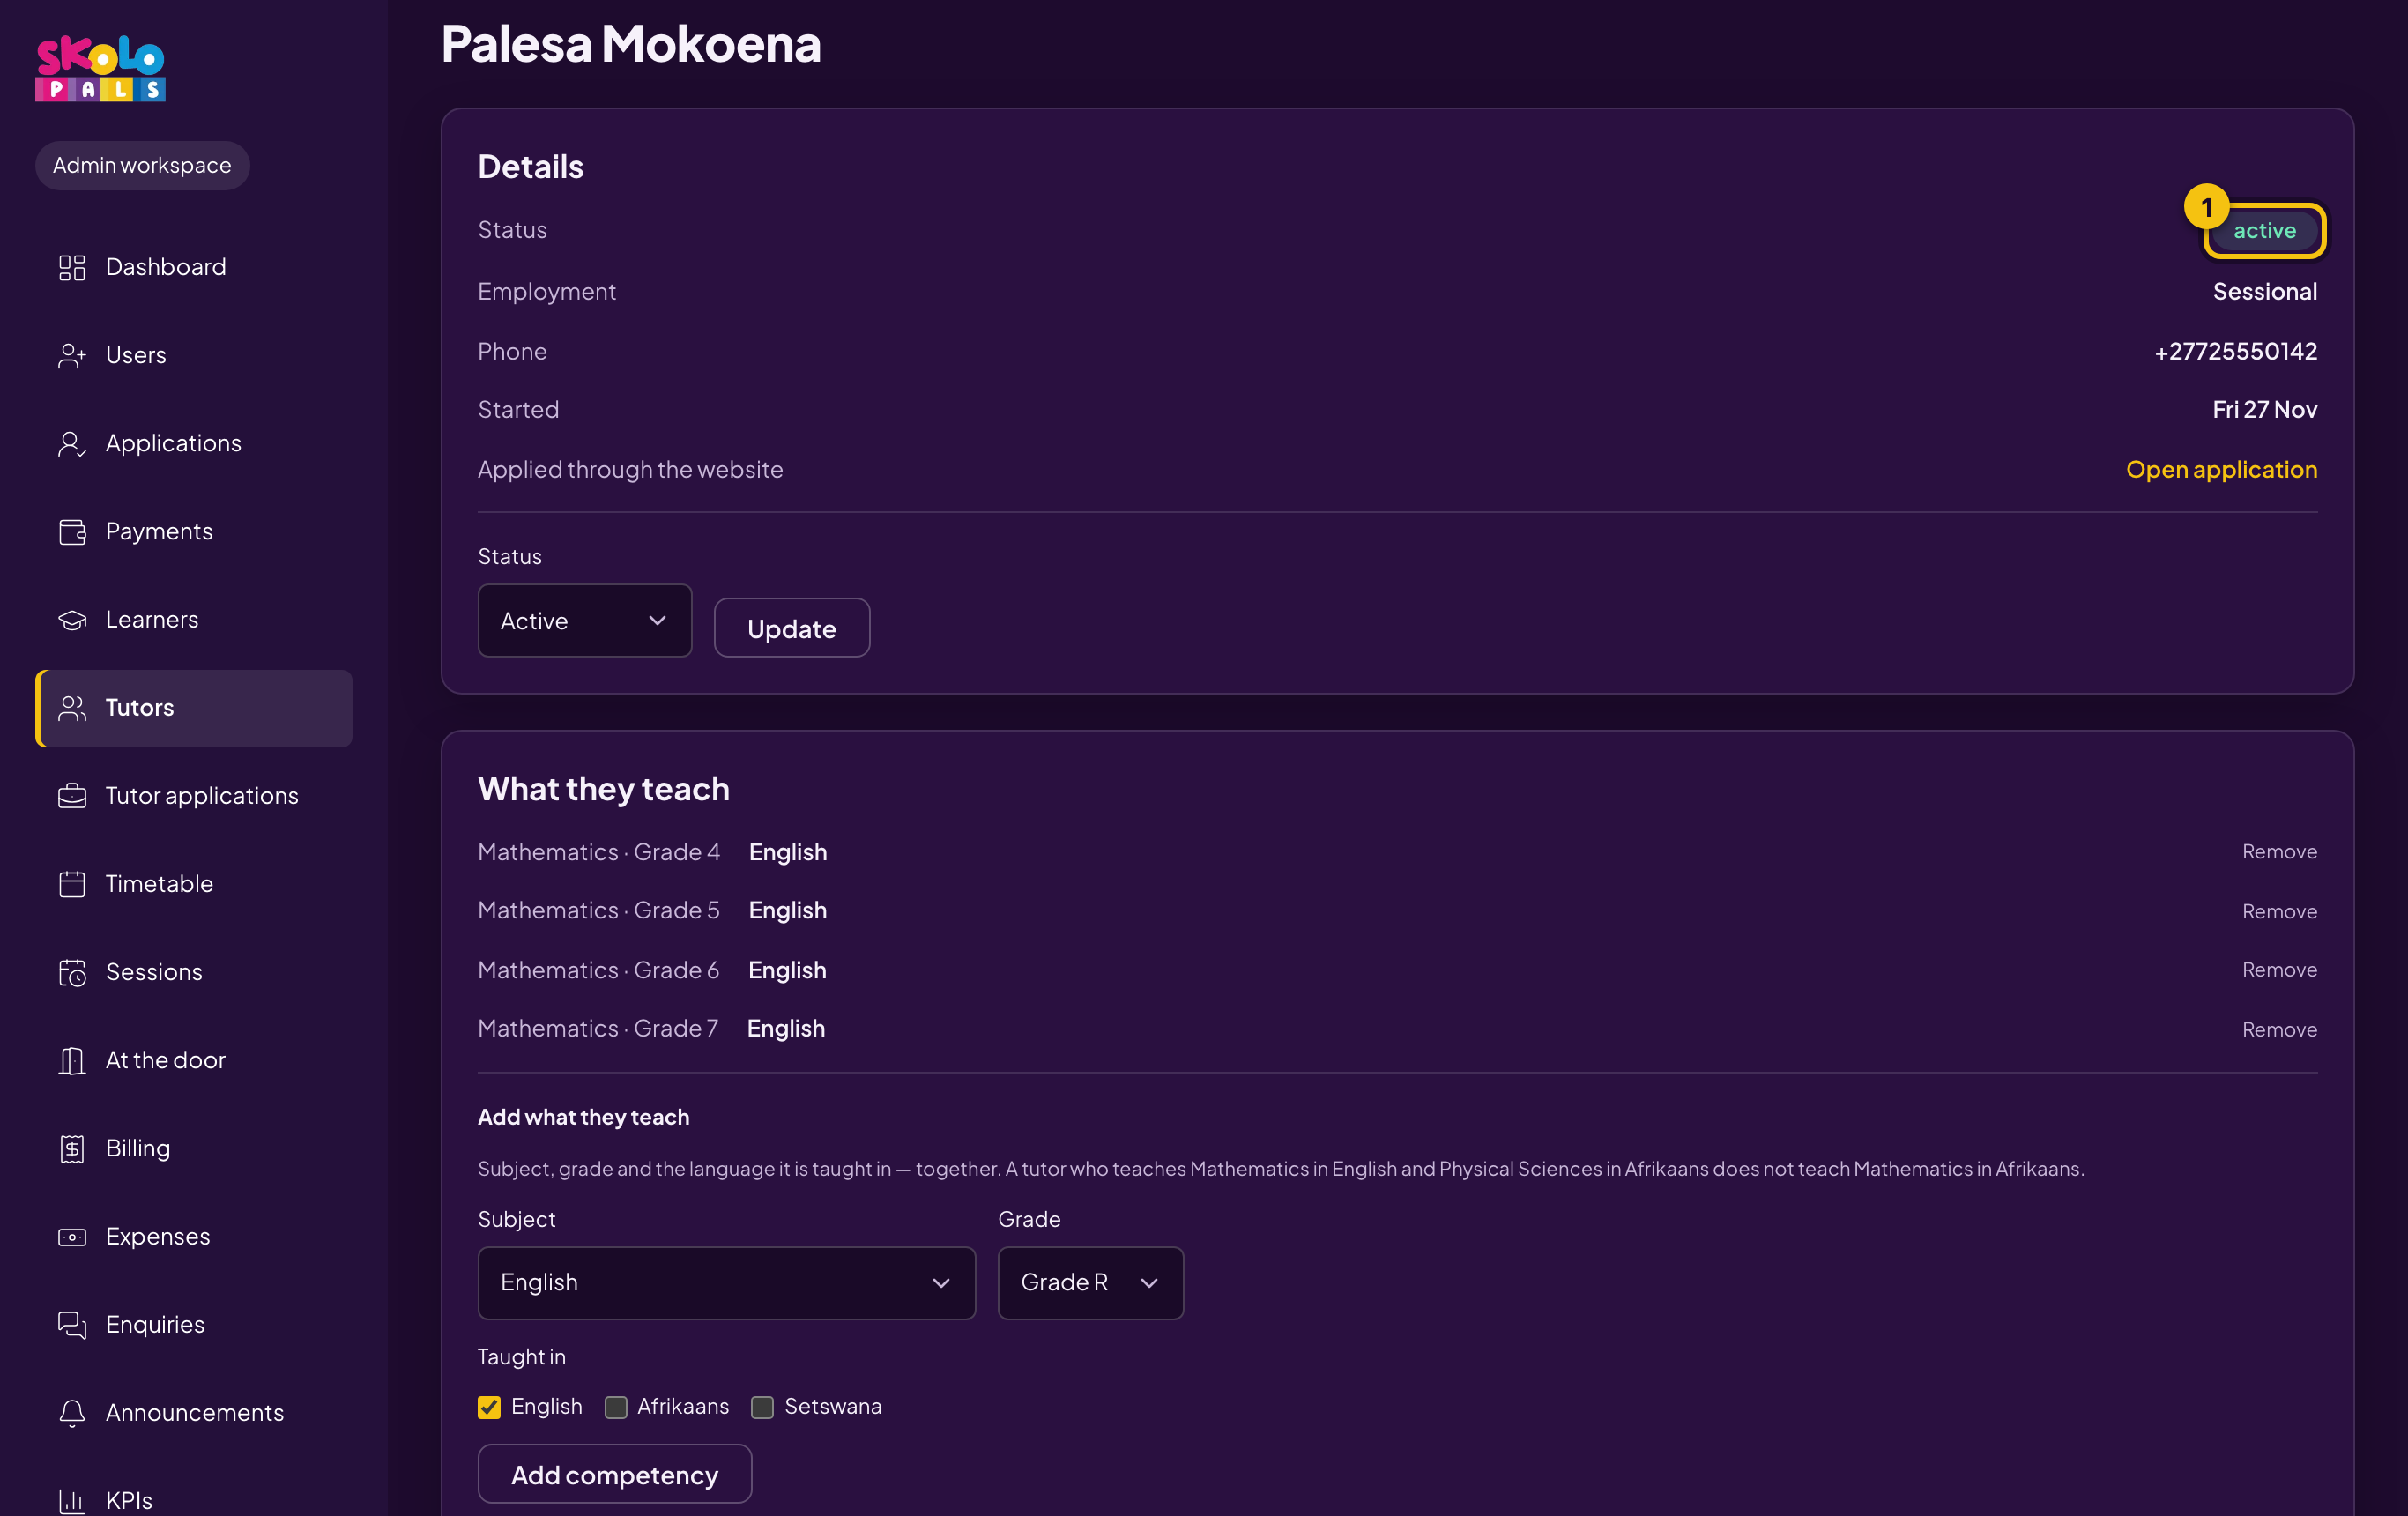 SKOLO
PALS
Admin workspace
Dashboard
Users
Applications
Payments
Learners
Tutors
Tutor applications
Timetable
Sessions
At the door
Billing
Expenses
Enquiries
Announcements
KPIs
Palesa Mokoena
Details
Status 1 active
Employment Sessional
Phone +27725550142
Started Fri 27 Nov
Applied through the website Open application
Status
Active Update
What they teach
Mathematics · Grade 4 English Remove
Mathematics · Grade 5 English Remove
Mathematics · Grade 6 English Remove
Mathematics · Grade 7 English Remove
Add what they teach
Subject, grade and the language it is taught in — together. A tutor who teaches Mathematics in English and Physical Sciences in Afrikaans does not teach Mathematics in Afrikaans.
Subject Grade
English Grade R
Taught in
English Afrikaans Setswana
Add competency